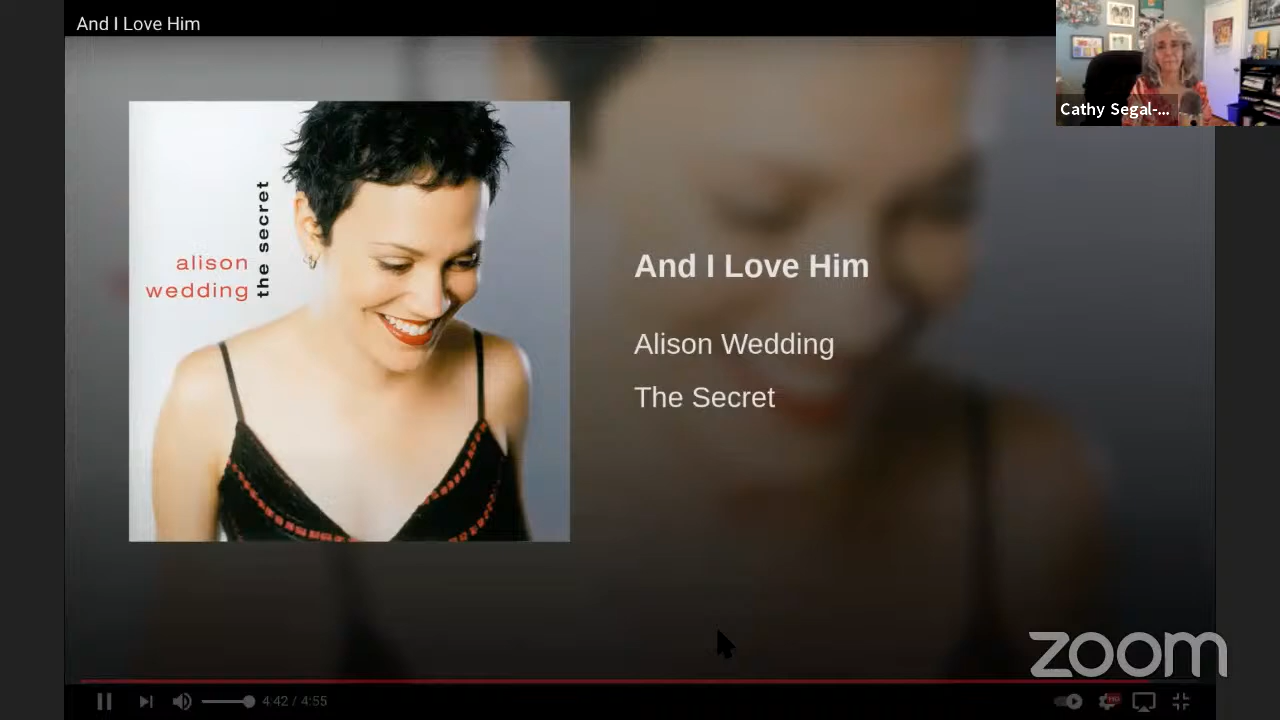 And I Love Him
Cathy Segal-...
alison
wedding
the secret
And I Love Him
Alison Wedding
The Secret
zoom
4:42 / 4:55
HD